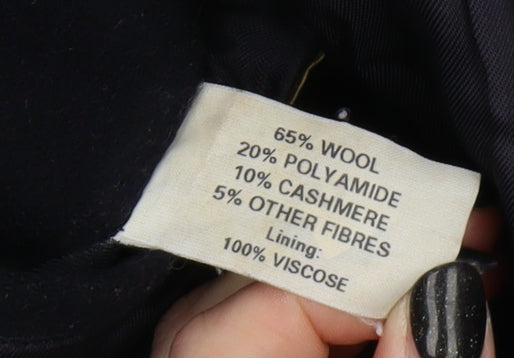 65% WOOL
20% POLYAMIDE
10% CASHMERE
5% OTHER FIBRES
Lining:
100% VISCOSE